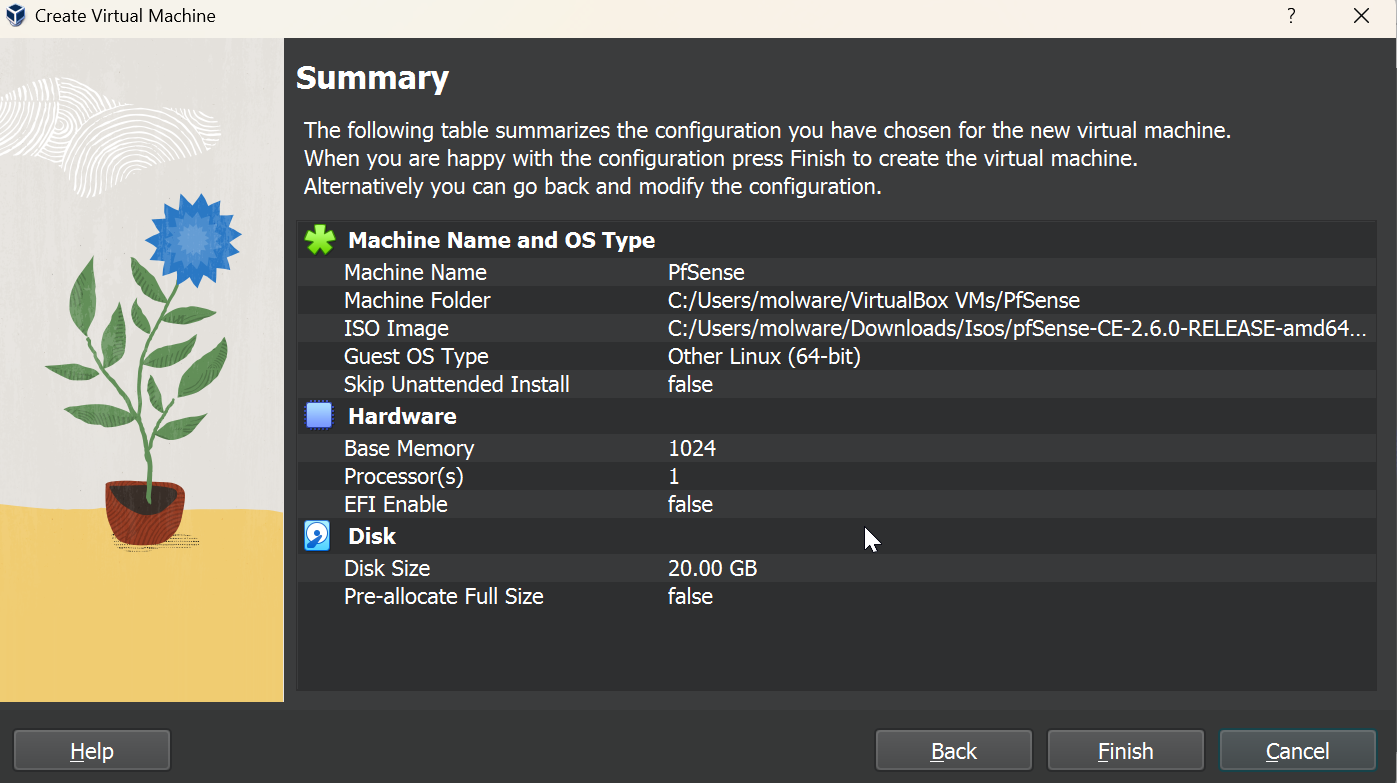 Create Virtual Machine
?
Summary
The following table summarizes the configuration you have chosen for the new virtual machine.
When you are happy with the configuration press Finish to create the virtual machine.
Alternatively you can go back and modify the configuration.
Machine Name and OS Type
Machine Name PfSense
Machine Folder C:/Users/molware/VirtualBox VMs/PfSense
ISO Image C:/Users/molware/Downloads/Isos/pfSense-CE-2.6.0-RELEASE-amd64...
Guest OS Type Other Linux (64-bit)
Skip Unattended Install false
Hardware
Base Memory 1024
Processor(s) 1
EFI Enable false
Disk
Disk Size 20.00 GB
Pre-allocate Full Size false
Help Back Finish Cancel